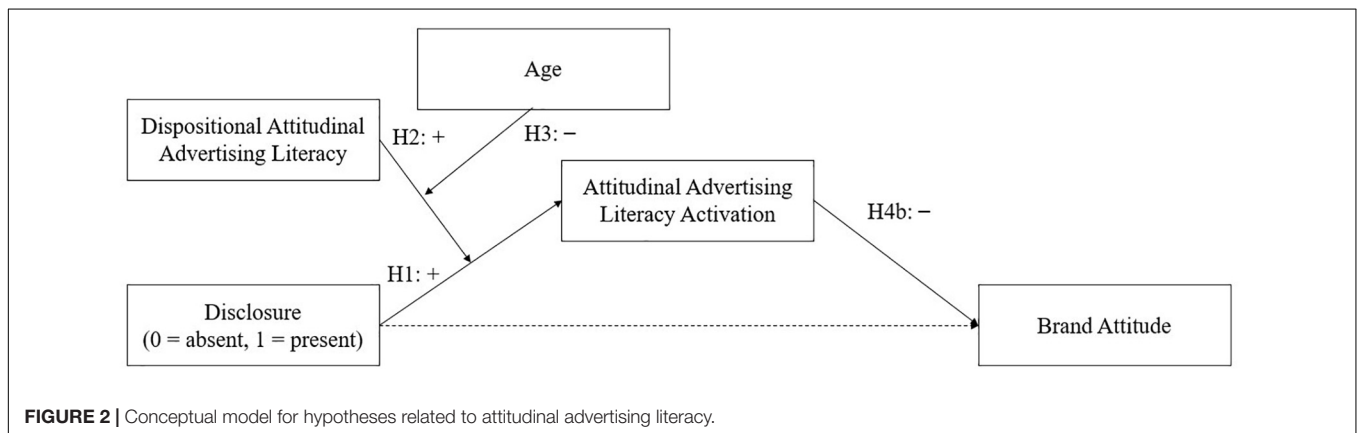 Age
Dispositional Attitudinal
Advertising Literacy
H2: +
H3: −
Attitudinal Advertising
Literacy Activation
H4b: −
H1: +
Disclosure
(0 = absent, 1 = present)
Brand Attitude
FIGURE 2 | Conceptual model for hypotheses related to attitudinal advertising literacy.